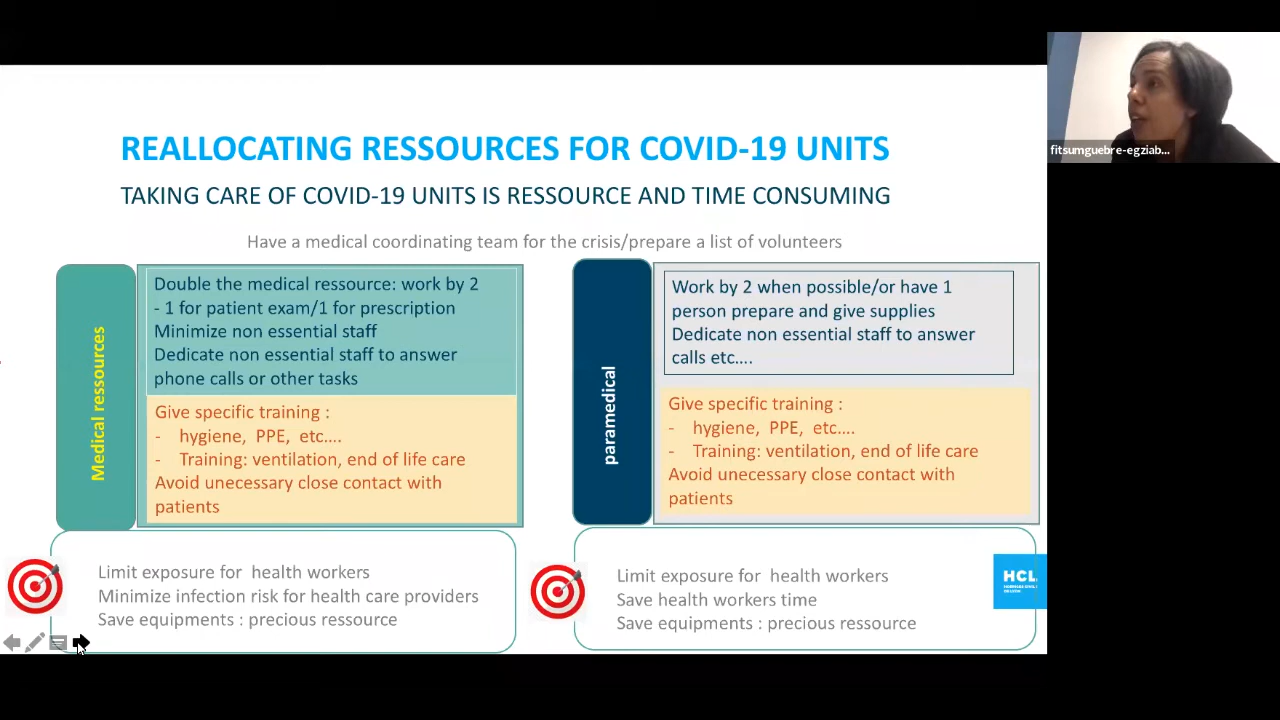 REALLOCATING RESSOURCES FOR COVID-19 UNITS
TAKING CARE OF COVID-19 UNITS IS RESSOURCE AND TIME CONSUMING
Have a medical coordinating team for the crisis/prepare a list of volunteers
Medical ressources
Double the medical ressource: work by 2
- 1 for patient exam/1 for prescription
Minimize non essential staff
Dedicate non essential staff to answer
phone calls or other tasks
Give specific training :
- hygiene, PPE, etc....
- Training: ventilation, end of life care
Avoid unecessary close contact with
patients
Limit exposure for health workers
Minimize infection risk for health care providers
Save equipments : precious ressource
paramedical
Work by 2 when possible/or have 1
person prepare and give supplies
Dedicate non essential staff to answer
calls etc....
Give specific training :
- hygiene, PPE, etc....
- Training: ventilation, end of life care
Avoid unecessary close contact with
patients
Limit exposure for health workers
Save health workers time
Save equipments : precious ressource
HCL
fitsumguebre-egziab...